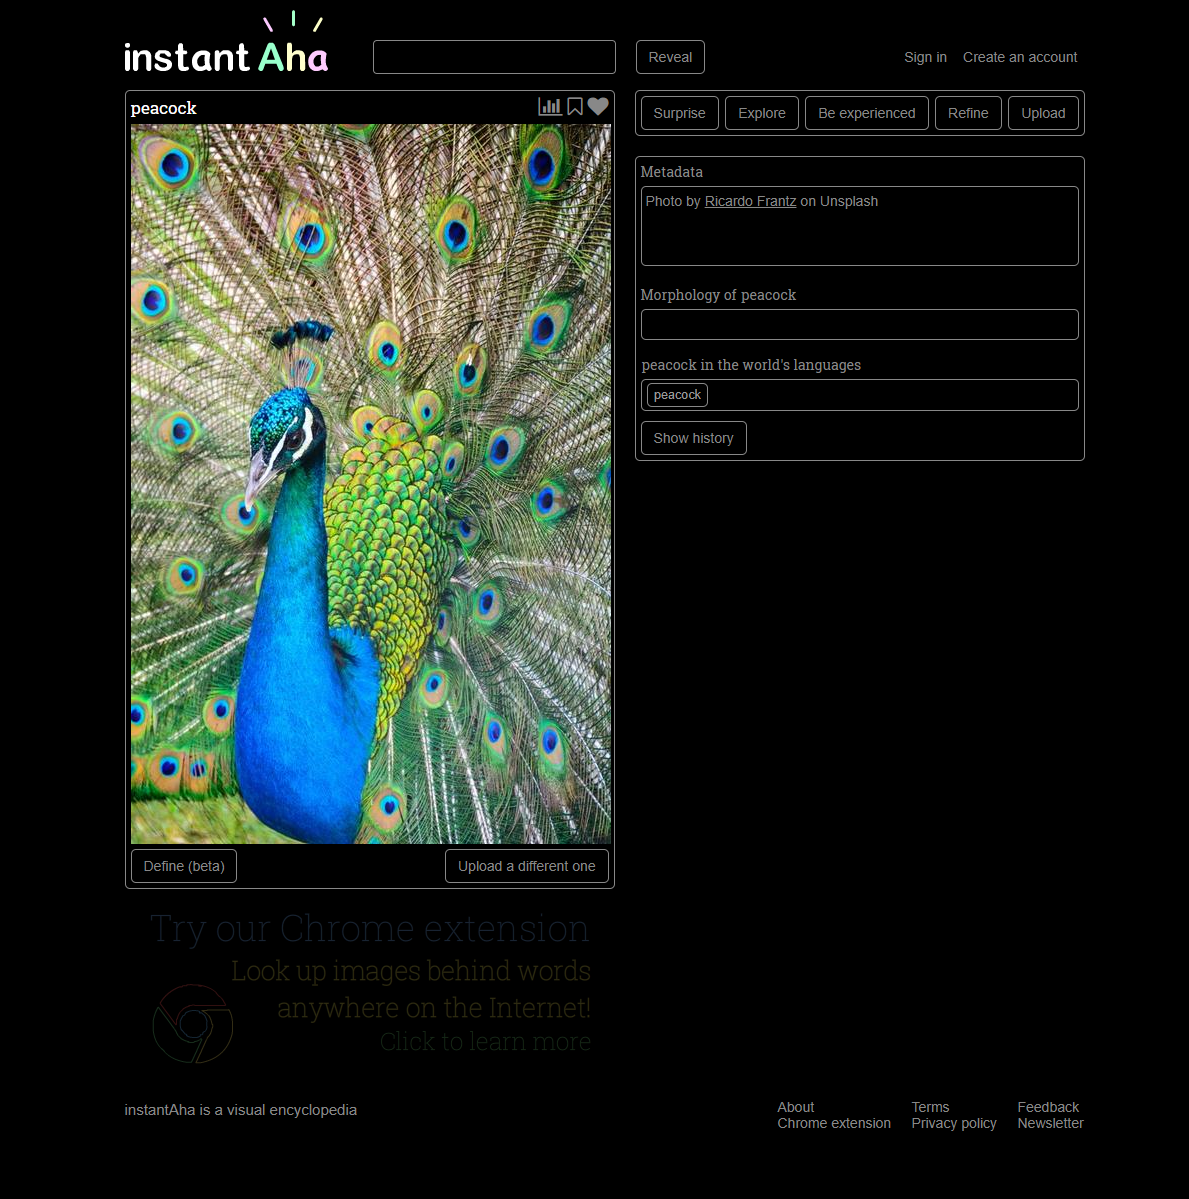 instant Aha
Reveal
Sign in
Create an account
peacock
Surprise
Explore
Be experienced
Refine
Upload
Metadata
Photo by Ricardo Frantz on Unsplash
Morphology of peacock
peacock in the world's languages
peacock
Show history
Define (beta)
Upload a different one
Try our Chrome extension
Look up images behind words
anywhere on the Internet!
Click to learn more
instantAha is a visual encyclopedia
About
Chrome extension
Terms
Privacy policy
Feedback
Newsletter